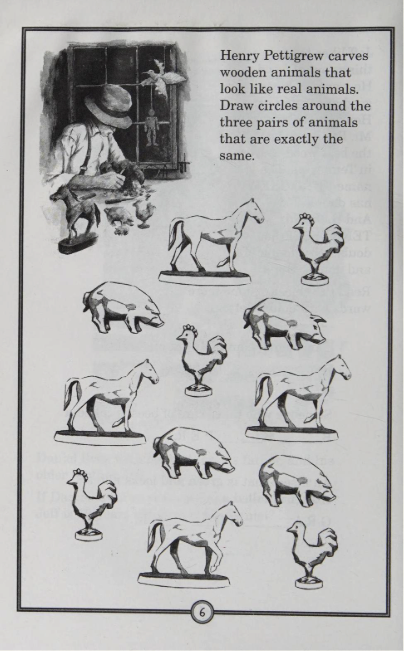 Henry Pettigrew carves
wooden animals that
look like real animals.
Draw circles around the
three pairs of animals
that are exactly the
same.
6